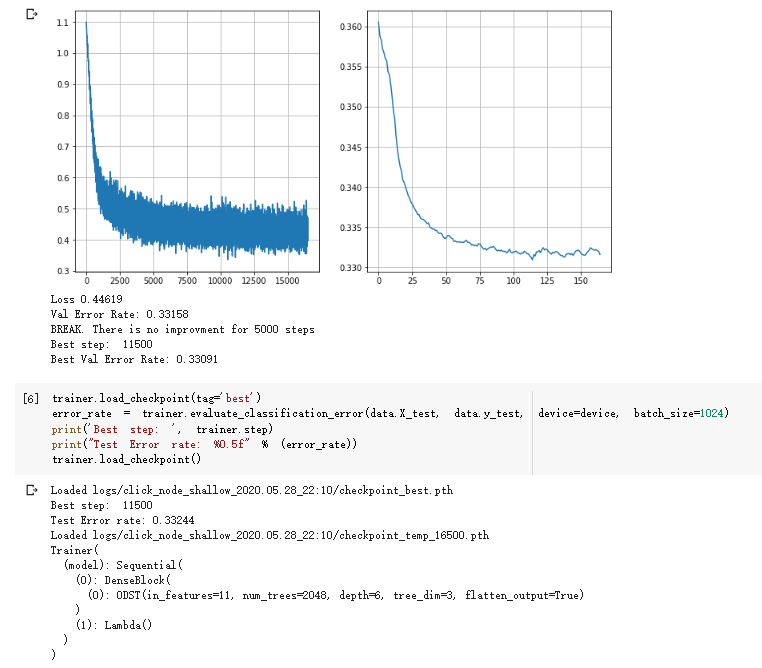 1.1
1.0
0.9
0.8
0.7
0.6
0.5
0.4
0.3
0 2500 5000 7500 10000 12500 15000
0.360
0.355
0.350
0.345
0.340
0.335
0.330
0 25 50 75 100 125 150
Loss 0.44619
Val Error Rate: 0.33158
BREAK. There is no improvment for 5000 steps
Best step: 11500
Best Val Error Rate: 0.33091
[6] trainer.load_checkpoint(tag='best')
error_rate = trainer.evaluate_classification_error(data.X_test, data.y_test, device=device, batch_size=1024)
print('Best step: ', trainer.step)
print("Test Error rate: %0.5f" % (error_rate))
trainer.load_checkpoint()
Loaded logs/click_node_shallow_2020.05.28_22:10/checkpoint_best.pth
Best step: 11500
Test Error rate: 0.33244
Loaded logs/click_node_shallow_2020.05.28_22:10/checkpoint_temp_16500.pth
Trainer(
(model): Sequential(
(0): DenseBlock(
(0): ODST(in_features=11, num_trees=2048, depth=6, tree_dim=3, flatten_output=True)
)
(1): Lambda()
)
)